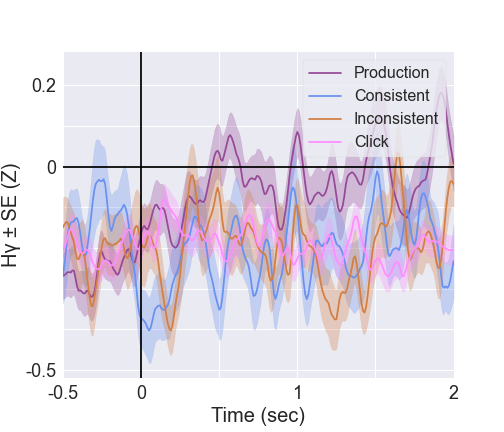 Production
Consistent
Inconsistent
Click
0.2
0
-0.5
Hγ ± SE (Z)
-0.5
0
1
2
Time (sec)